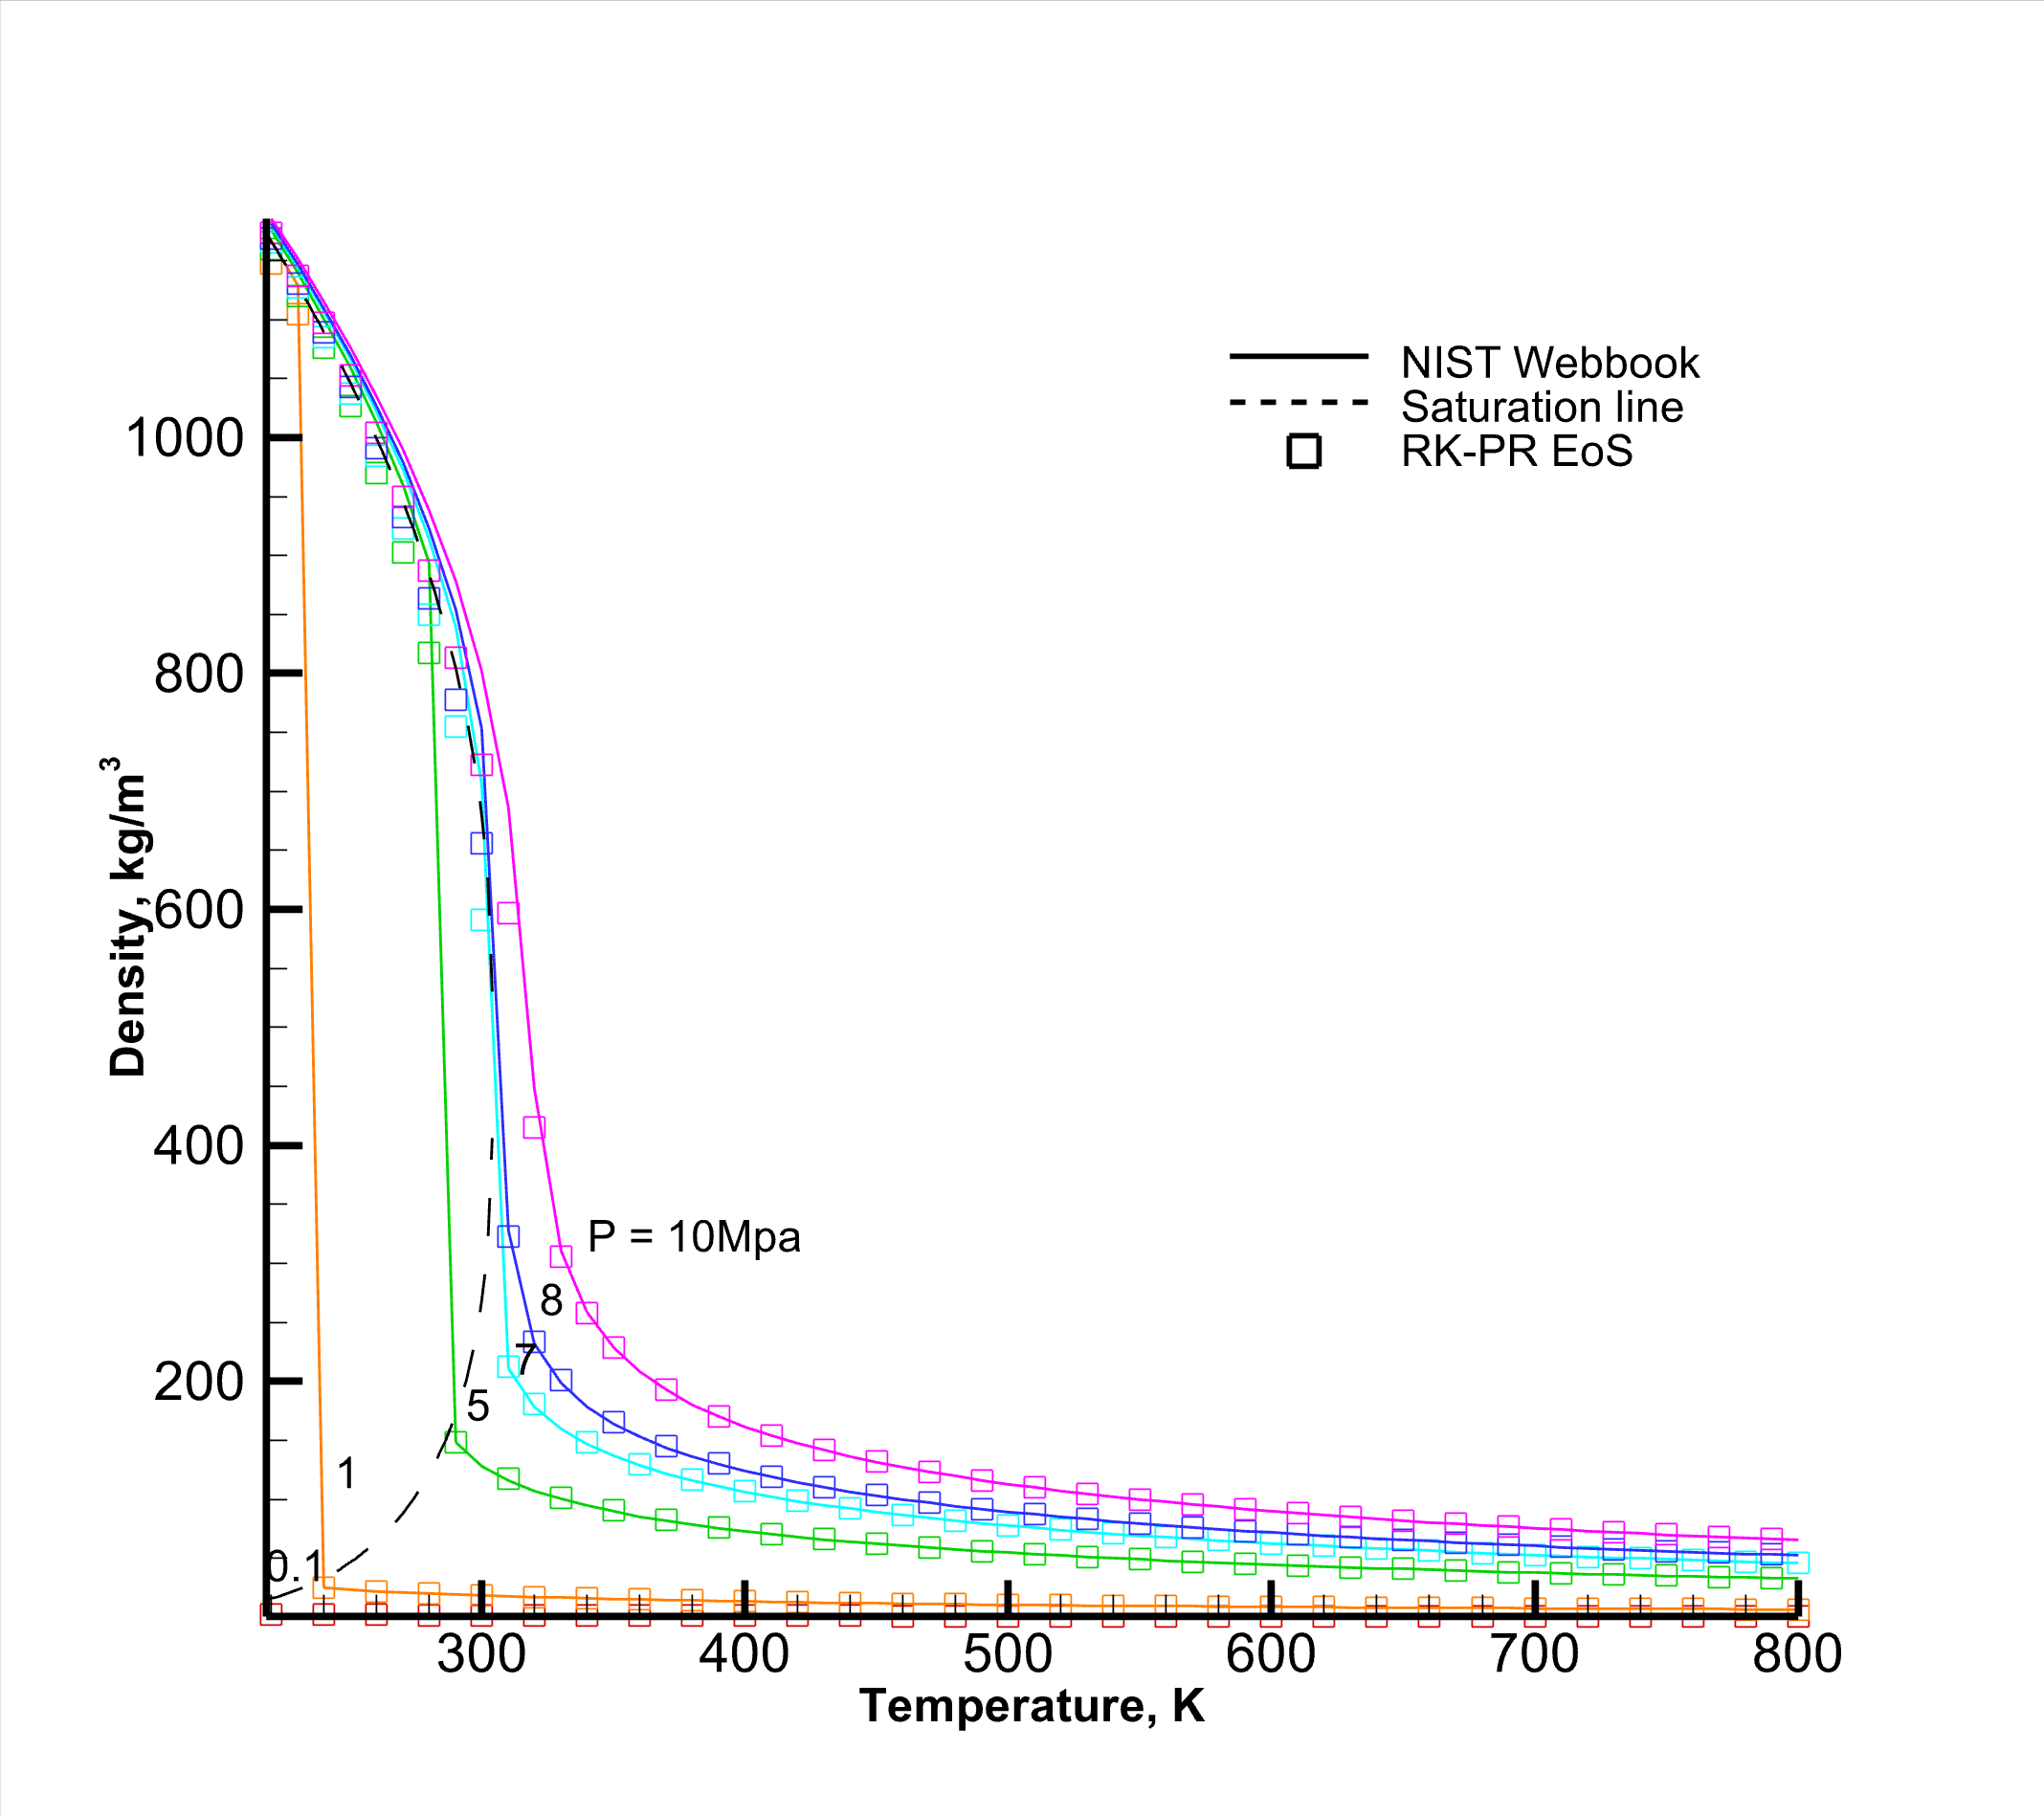 NIST Webbook
Saturation line
RK-PR EoS
1000
800
600
400
200
Density, kg/m³
P = 10Mpa
8
7
5
1
0.1
300 400 500 600 700 800
Temperature, K